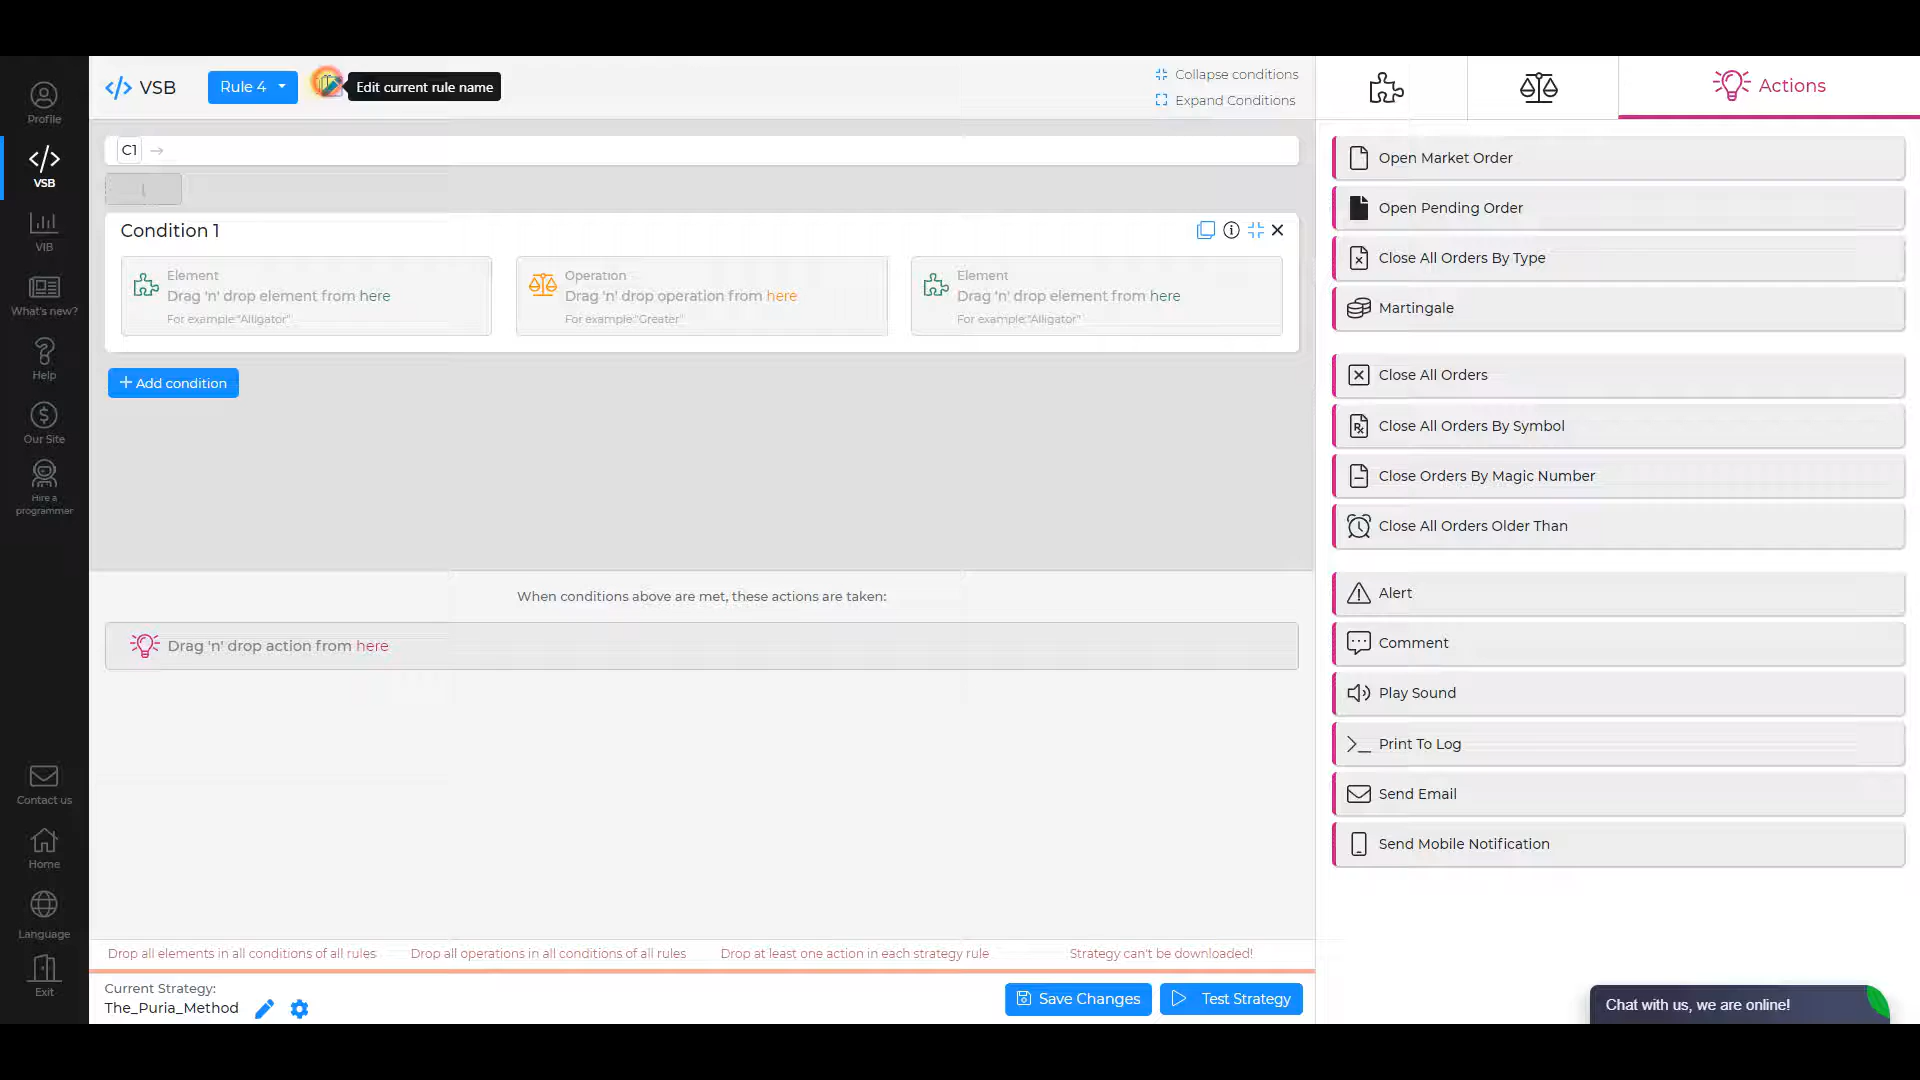 Profile
VSB
VIB
What's new?
Help
Our Site
Hire a
programmer
Contact us
Home
Language
Exit
VSB
Rule 4
Edit current rule name
Collapse conditions
Expand Conditions
C1
Condition 1
Element
Drag 'n' drop element from here
For example:"Alligator"
Operation
Drag 'n' drop operation from here
For example:"Greater"
Element
Drag 'n' drop element from here
For example:"Alligator"
+ Add condition
When conditions above are met, these actions are taken:
Drag 'n' drop action from here
Drop all elements in all conditions of all rules
Drop all operations in all conditions of all rules
Drop at least one action in each strategy rule
Strategy can't be downloaded!
Current Strategy:
The_Puria_Method
Save Changes
Test Strategy
Actions
Open Market Order
Open Pending Order
Close All Orders By Type
Martingale
Close All Orders
Close All Orders By Symbol
Close Orders By Magic Number
Close All Orders Older Than
Alert
Comment
Play Sound
Print To Log
Send Email
Send Mobile Notification
Chat with us, we are online!